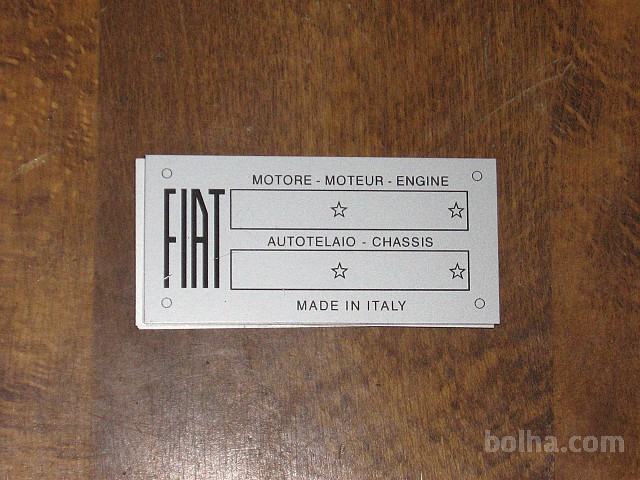 FIAT
MOTORE - MOTEUR - ENGINE
AUTOTELAIO - CHASSIS
MADE IN ITALY
bolha.com